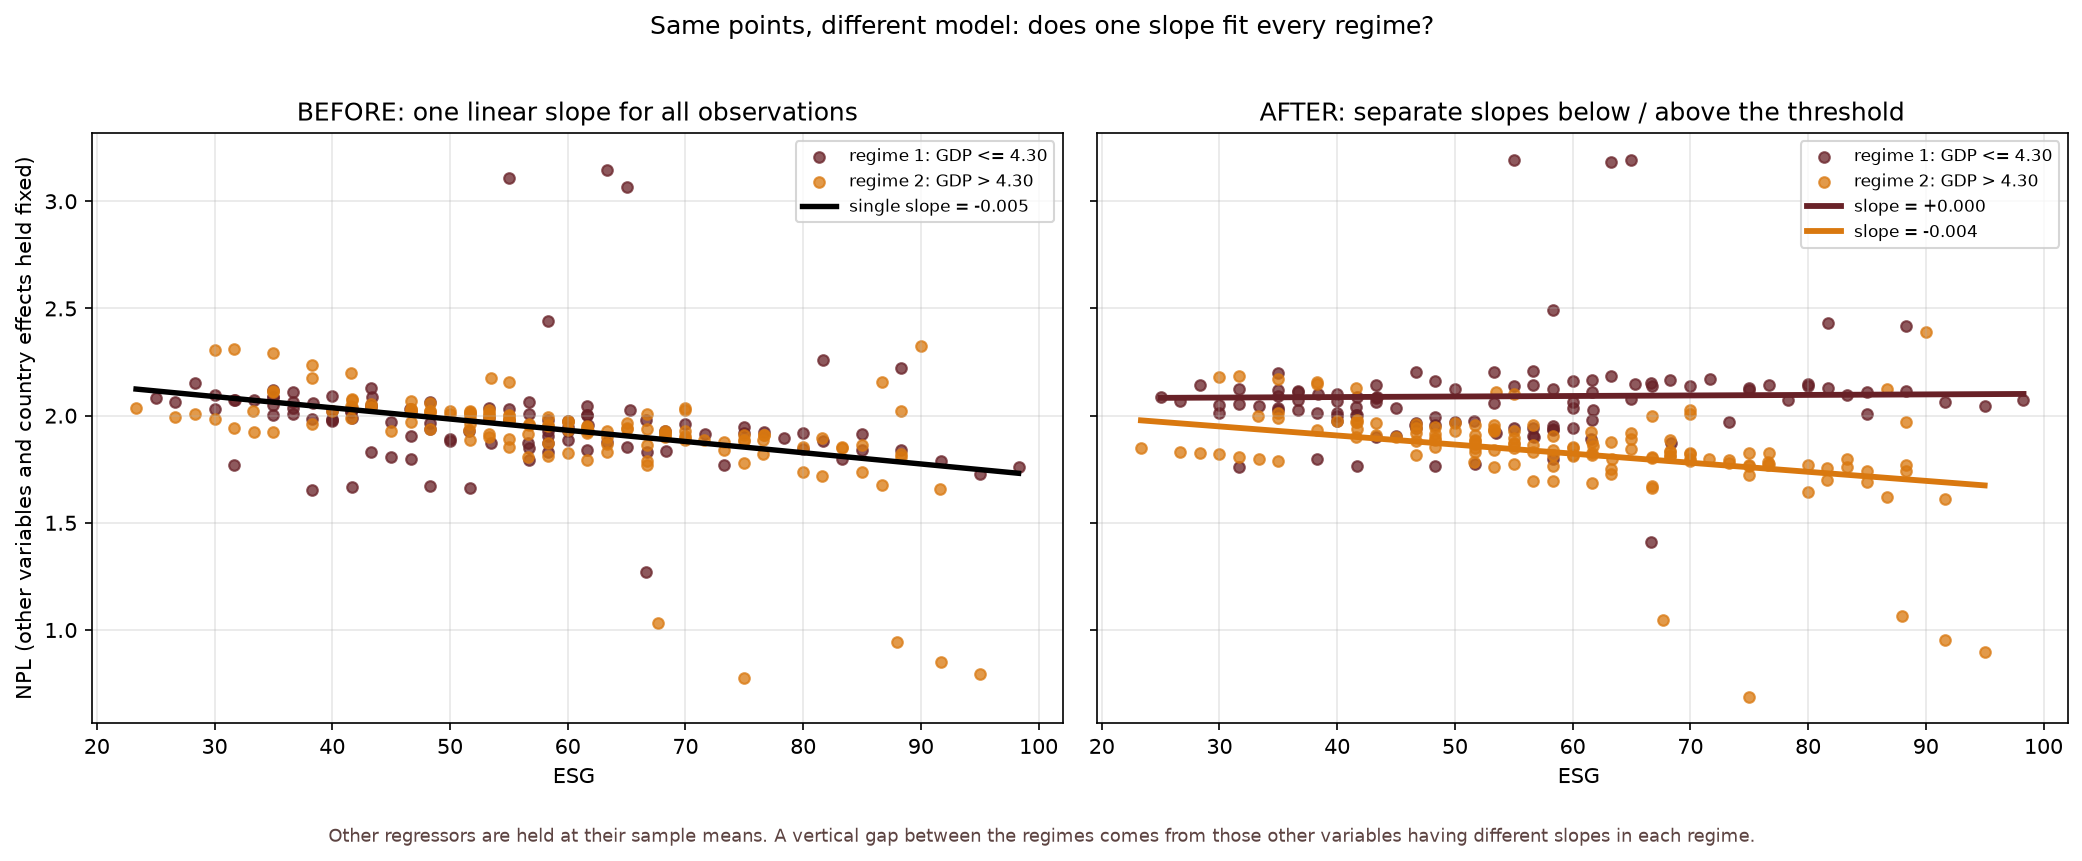 Same points, different model: does one slope fit every regime?
BEFORE: one linear slope for all observations
NPL (other variables and country effects held fixed)
3.0
2.5
2.0
1.5
1.0
regime 1: GDP <= 4.30
regime 2: GDP > 4.30
single slope = -0.005
20 30 40 50 60 70 80 90 100
ESG
AFTER: separate slopes below / above the threshold
regime 1: GDP <= 4.30
regime 2: GDP > 4.30
slope = +0.000
slope = -0.004
20 30 40 50 60 70 80 90 100
ESG
Other regressors are held at their sample means. A vertical gap between the regimes comes from those other variables having different slopes in each regime.